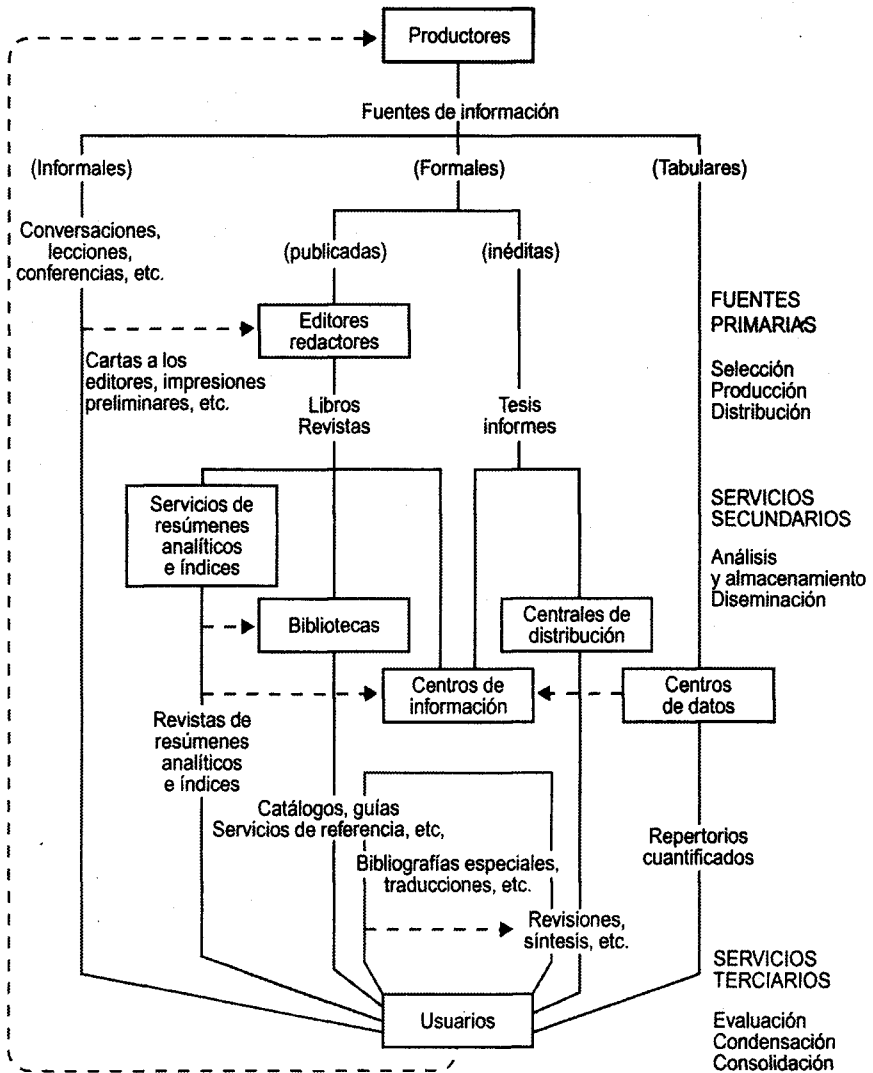 Productores
Fuentes de información
(Informales)
(Formales)
(Tabulares)
Conversaciones,
lecciones,
conferencias, etc.
(publicadas)
(inéditas)
FUENTES
PRIMARIAS
Editores
redactores
Cartas a los
editores, impresiones
preliminares, etc.
Selección
Producción
Distribución
Libros
Revistas
Tesis
informes
Servicios de
resúmenes
analíticos
e índices
SERVICIOS
SECUNDARIOS
Análisis
y almacenamiento
Diseminación
Bibliotecas
Centrales de
distribución
Centros de
información
Centros
de datos
Revistas de
resúmenes
analíticos
e índices
Catálogos, guías
Servicios de referencia, etc,
Bibliografías especiales,
traducciones, etc.
Repertorios
cuantificados
Revisiones,
síntesis, etc.
SERVICIOS
TERCIARIOS
Usuarios
Evaluación
Condensación
Consolidación